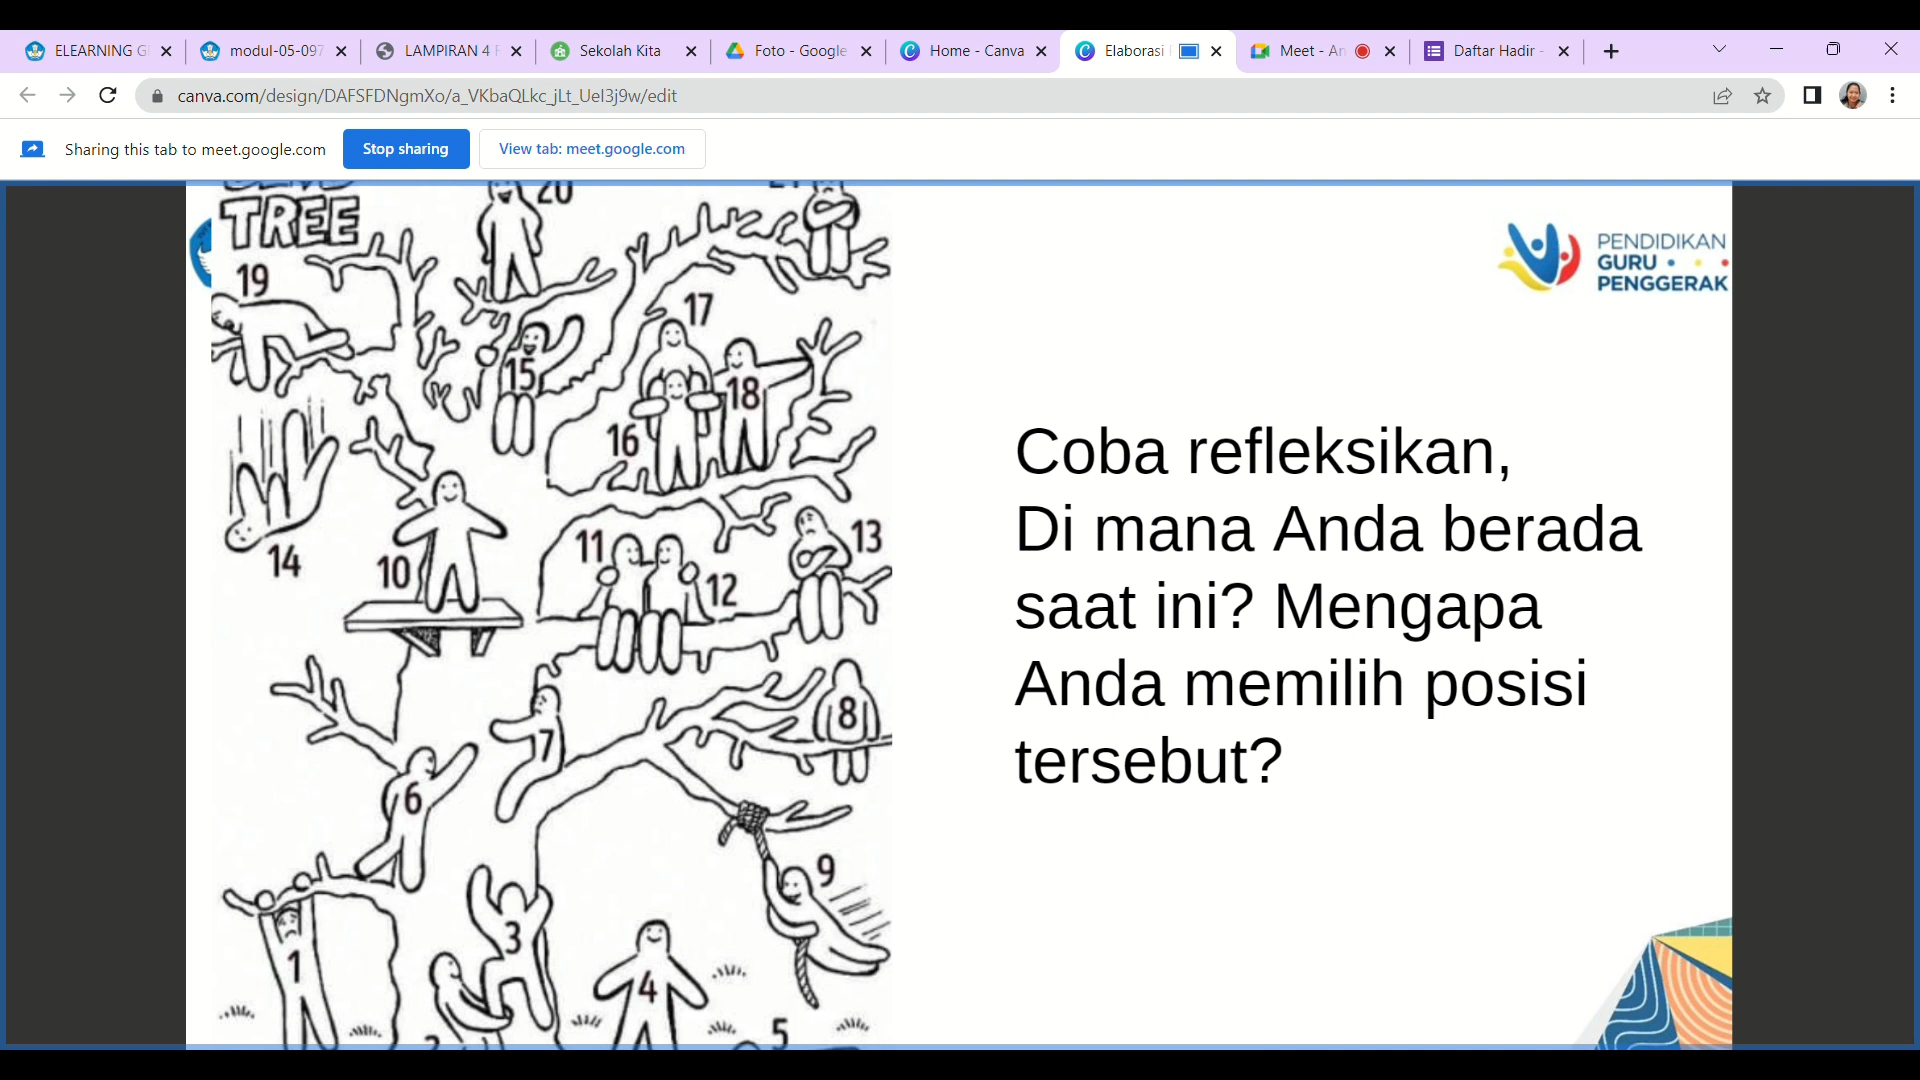 ELEARNING G
modul-05-097
LAMPIRAN 4 F
Sekolah Kita
Foto - Google
Home - Canva
Elaborasi
Meet - An
Daftar Hadir -
canva.com/design/DAFSFDNgmXo/a_VKbaQLkc_jLt_Uel3j9w/edit
Sharing this tab to meet.google.com
Stop sharing
View tab: meet.google.com
TREE
20
19
17
15
18
16
14
10
11
12
13
8
7
6
9
3
1
4
5
PENDIDIKAN
GURU
PENGGERAK
Coba refleksikan,
Di mana Anda berada
saat ini? Mengapa
Anda memilih posisi
tersebut?